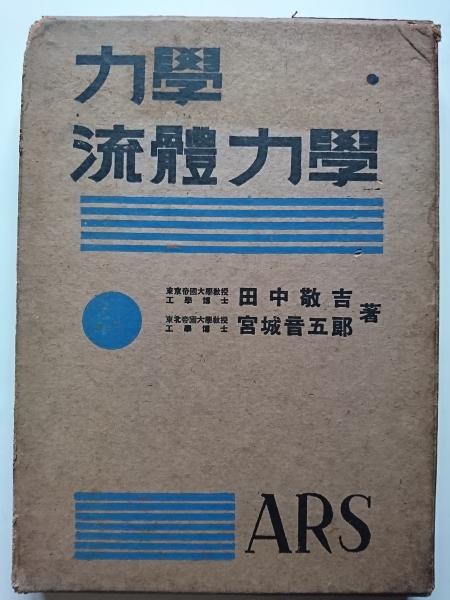 力學・
流體力學
東京帝國大學教授
工學博士
田中敬吉
東北帝國大學教授
工學博士
宮城音五郎
著
ARS